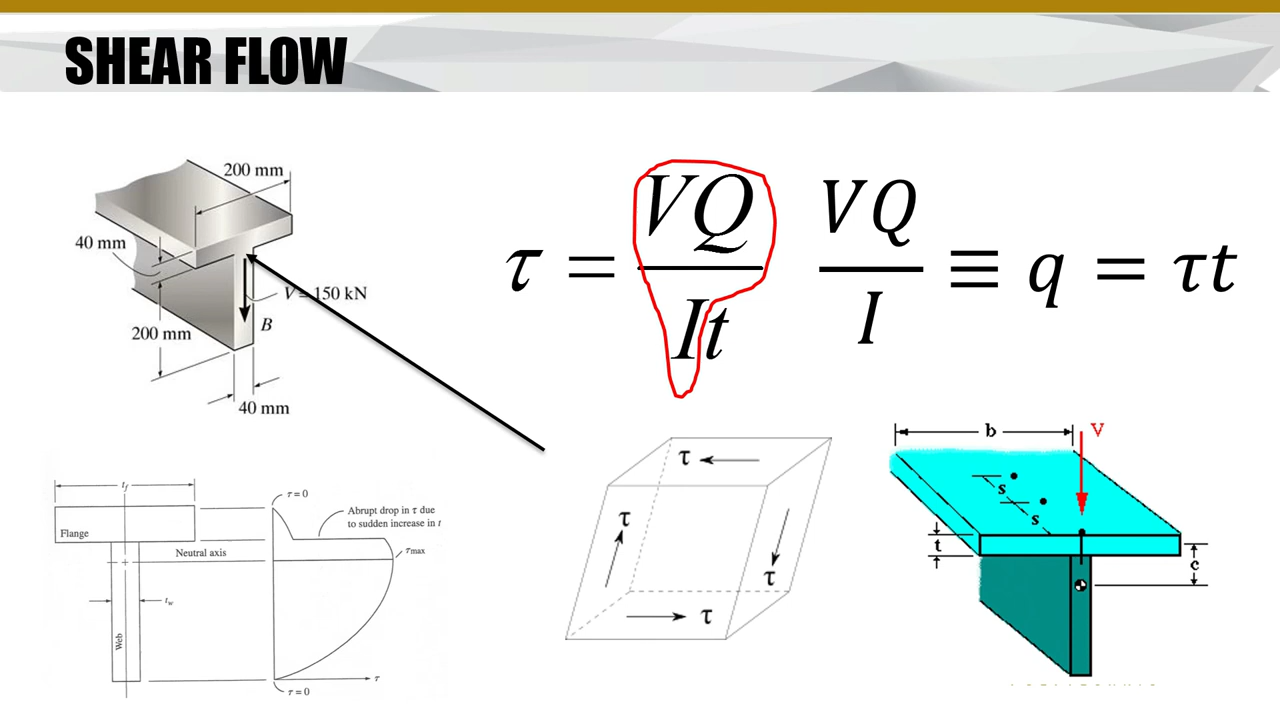 SHEAR FLOW
200 mm
40 mm
V = 150 kN
B
200 mm
40 mm
τ = VQ / It
VQ / I ≡ q = τt
t_f
Flange
Neutral axis
t_w
Web
τ = 0
Abrupt drop in τ due
to sudden increase in t
τmax
τ
τ = 0
τ
τ
τ
τ
b
V
s
s
t
c